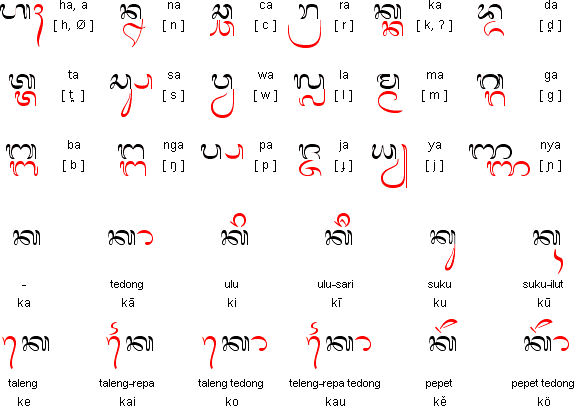 ᬳ᭄ᬳ ha, a ᬦ᭄ᬦ na ᬘ᭄ᬘ ca ᬭ᭄ᬭ ra ᬓ᭄ᬓ ka ᬤ᭄ᬤ da
[ h, Ø ] [ n ] [ c ] [ r ] [ k, ʔ ] [ d̪ ]
ᬢ᭄ᬢ ta ᬲ᭄ᬲ sa ᬯ᭄ᬯ wa ᬮ᭄ᬮ la ᬫ᭄ᬫ ma ᬕ᭄ᬕ ga
[ t̪ ] [ s ] [ w ] [ l ] [ m ] [ g ]
ᬩ᭄ᬩ ba ᬗ᭄ᬗ nga ᬧ᭄ᬧ pa ᬚ᭄ᬚ ja ᬬ᭄ᬬ ya ᬜ᭄ᬜ nya
[ b ] [ ŋ ] [ p ] [ ɟ ] [ j ] [ ɲ ]
ᬓ ᬓᬵ ᬓᬶ ᬓᬷ ᬓᬸ ᬓᬹ
- tedong ulu ulu-sari suku suku-ilut
ka kā ki kī ku kū
ᬓᬾ ᬓᬿ ᬓᭀ ᬓᭁ ᬓᭂ ᬓᭃ
taleng taleng-repa taleng tedong teleng-repa tedong pepet pepet tedong
ke kai ko kau kĕ kö